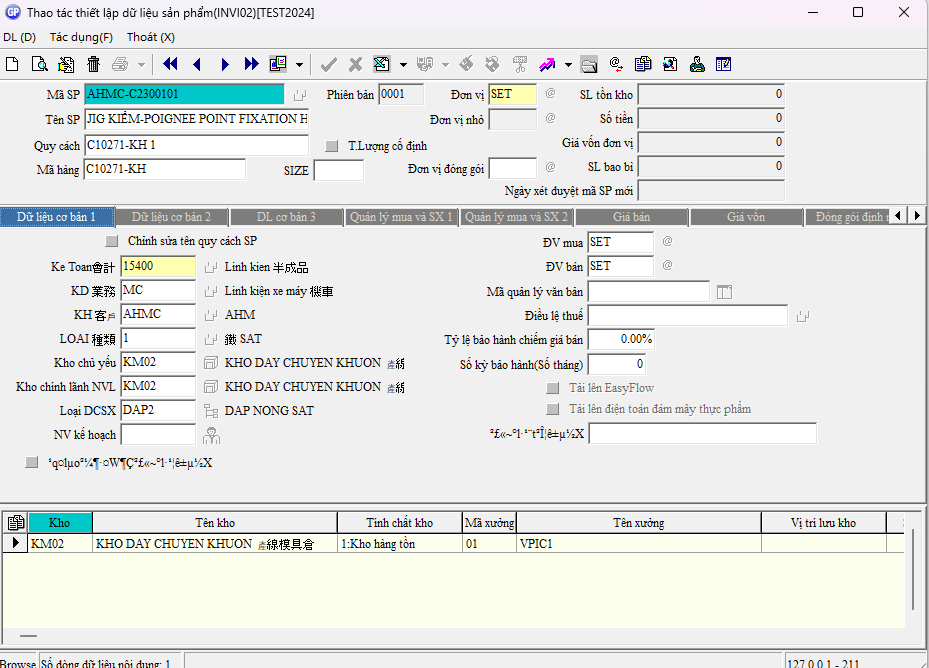 GP Thao tác thiết lập dữ liệu sản phẩm(INVI02)[TEST2024]
DL (D) Tác dụng(F) Thoát (X)
Mã SP AHMC-C2300101 Phiên bản 0001 Đơn vị SET @ SL tồn kho 0
Tên SP JIG KIỂM-POIGNEE POINT FIXATION H Đơn vị nhỏ @ Số tiền 0
Quy cách C10271-KH 1 T.Lượng cố định Giá vốn đơn vị 0
Mã hàng C10271-KH SIZE Đơn vị đóng gói @ SL bao bì 0
Ngày xét duyệt mã SP mới
Dữ liệu cơ bản 1 Dữ liệu cơ bản 2 DL cơ bản 3 Quản lý mua và SX 1 Quản lý mua và SX 2 Giá bán Giá vốn Đóng gói định
Chỉnh sửa tên quy cách SP ĐV mua SET @
Ke Toan會計 15400 Linh kien 半成品 ĐV bán SET @
KD 業務 MC Linh kiện xe máy 機車 Mã quản lý văn bản
KH 客戶 AHMC AHM Điều lệ thuế
LOAI 種類 1 鐵 SAT Tỷ lệ bảo hành chiếm giá bán 0.00%
Kho chủ yếu KM02 KHO DAY CHUYEN KHUON 產線 Số kỳ bảo hành(Số tháng) 0
Kho chính lãnh NVL KM02 KHO DAY CHUYEN KHUON 產線 Tải lên EasyFlow
Loại DCSX DAP2 DAP NONG SAT Tải lên điện toán đám mây thực phẩm
NV kế hoạch
Kho Tên kho Tính chất kho Mã xưởng Tên xưởng Vị trí lưu kho
KM02 KHO DAY CHUYEN KHUON 產線模具倉 1:Kho hàng tồn 01 VPIC1
Browse Số dòng dữ liệu nội dung: 1 127.0.0.1 - 211